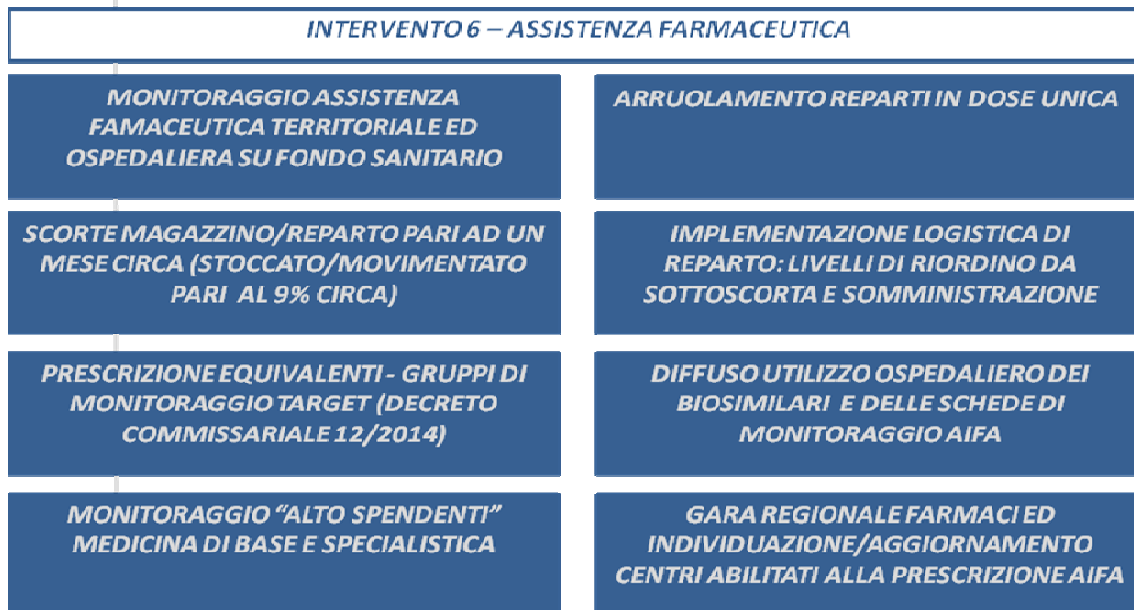 INTERVENTO 6 – ASSISTENZA FARMACEUTICA
MONITORAGGIO ASSISTENZA
FAMACEUTICA TERRITORIALE ED
OSPEDALIERA SU FONDO SANITARIO
ARRUOLAMENTO REPARTI IN DOSE UNICA
SCORTE MAGAZZINO/REPARTO PARI AD UN
MESE CIRCA (STOCCATO/MOVIMENTATO
PARI AL 9% CIRCA)
IMPLEMENTAZIONE LOGISTICA DI
REPARTO: LIVELLI DI RIORDINO DA
SOTTOSCORTA E SOMMINISTRAZIONE
PRESCRIZIONE EQUIVALENTI - GRUPPI DI
MONITORAGGIO TARGET (DECRETO
COMMISSARIALE 12/2014)
DIFFUSO UTILIZZO OSPEDALIERO DEI
BIOSIMILARI E DELLE SCHEDE DI
MONITORAGGIO AIFA
MONITORAGGIO “ALTO SPENDENTI”
MEDICINA DI BASE E SPECIALISTICA
GARA REGIONALE FARMACI ED
INDIVIDUAZIONE/AGGIORNAMENTO
CENTRI ABILITATI ALLA PRESCRIZIONE AIFA